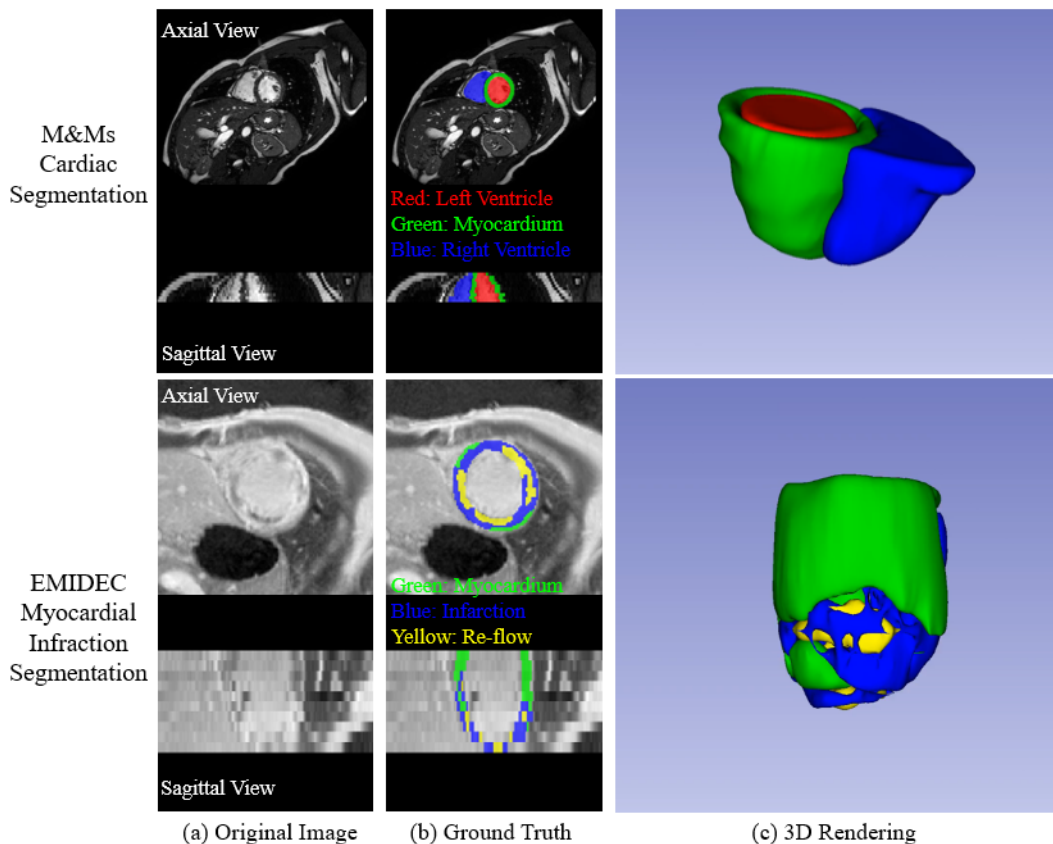 Axial View
M&Ms
Cardiac
Segmentation
Red: Left Ventricle
Green: Myocardium
Blue: Right Ventricle
Sagittal View
Axial View
EMIDEC
Myocardial
Infraction
Segmentation
Green: Myocardium
Blue: Infarction
Yellow: Re-flow
Sagittal View
(a) Original Image
(b) Ground Truth
(c) 3D Rendering